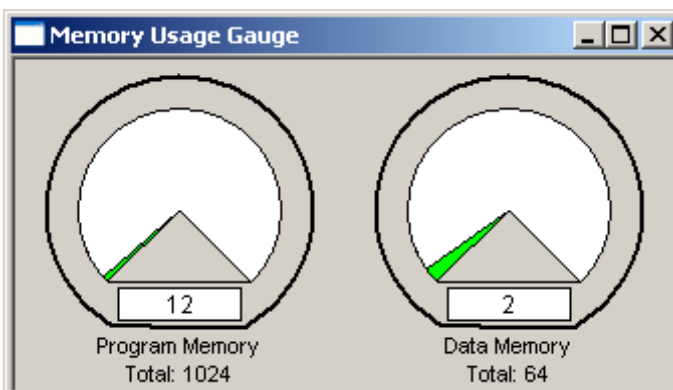 Memory Usage Gauge
12
Program Memory
Total: 1024
2
Data Memory
Total: 64